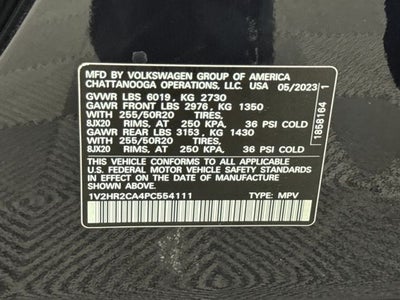 MFD BY VOLKSWAGEN GROUP OF AMERICA
CHATTANOOGA OPERATIONS, LLC. USA 05/2023
GVWR LBS 6019, KG 2730
GAWR FRONT LBS 2976, KG 1350
WITH 255/50R20 TIRES,
8JX20 RIMS, AT 250 KPA. 36 PSI COLD
GAWR REAR LBS 3153, KG 1430
WITH 255/50R20 TIRES,
8JX20 RIMS, AT 250 KPA. 36 PSI COLD
THIS VEHICLE CONFORMS TO ALL APPLICABLE
U.S. FEDERAL MOTOR VEHICLE SAFETY STANDARDS
IN EFFECT ON THE DATE OF MANUFACTURE SHOWN ABOVE
1V2HR2CA4PC554111 TYPE: MPV
1858164 1